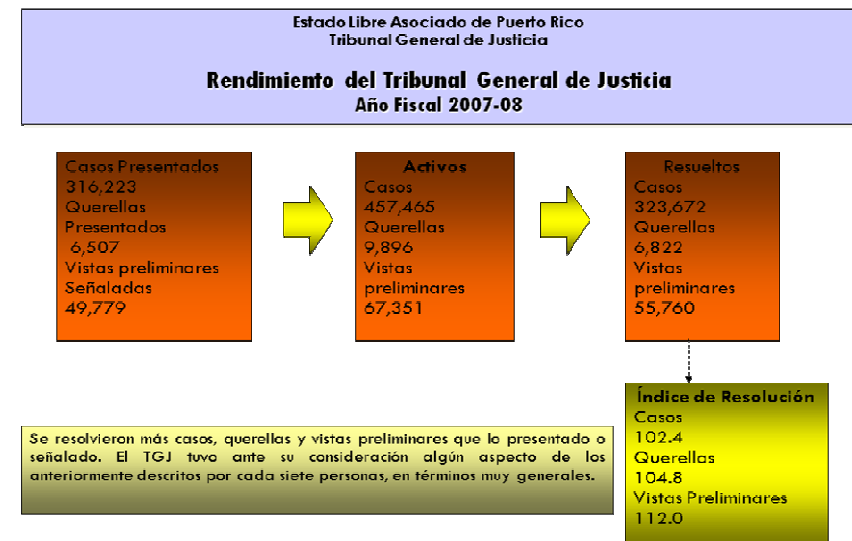 Estado Libre Asociado de Puerto Rico
Tribunal General de Justicia
Rendimiento del Tribunal General de Justicia
Año Fiscal 2007-08
Casos Presentados
316,223
Querellas
Presentados
6,507
Vistas preliminares
Señaladas
49,779
Activos
Casos
457,465
Querellas
9,896
Vistas
preliminares
67,351
Resueltos
Casos
323,672
Querellas
6,822
Vistas
preliminares
55,760
Índice de Resolución
Casos
102.4
Querellas
104.8
Vistas Preliminares
112.0
Se resolvieron más casos, querellas y vistas preliminares que lo presentado o
señalado. El TGJ tuvo ante su consideración algún aspecto de los
anteriormente descritos por cada siete personas, en términos muy generales.